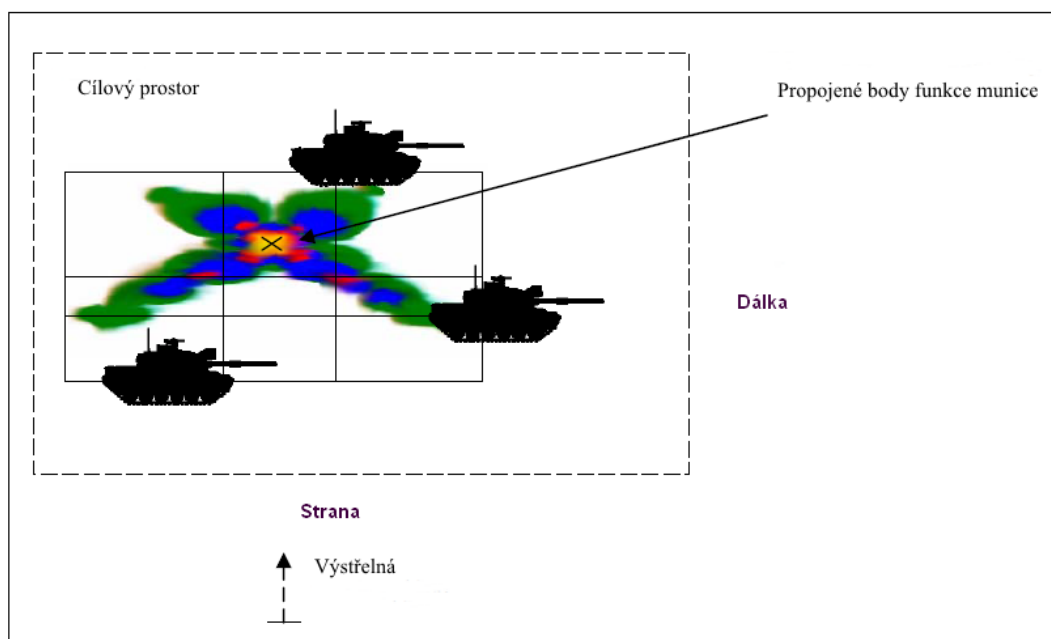 Cílový prostor
Propojené body funkce munice
Dálka
Strana
Výstřelná